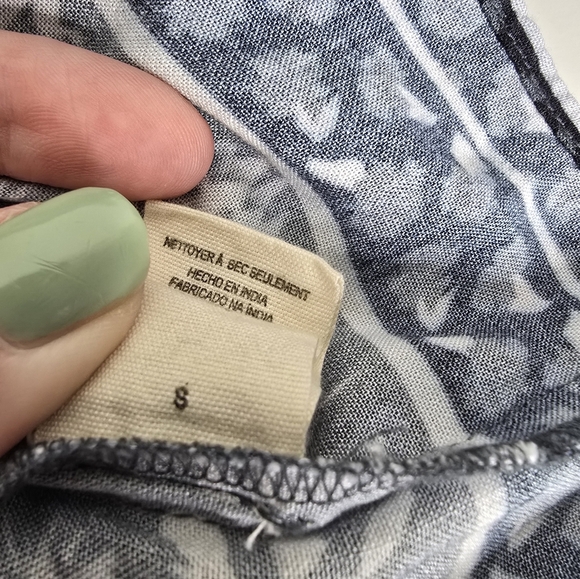 NETTOYER À SEC SEULEMENT
HECHO EN INDIA
FABRICADO NA ÍNDIA
S